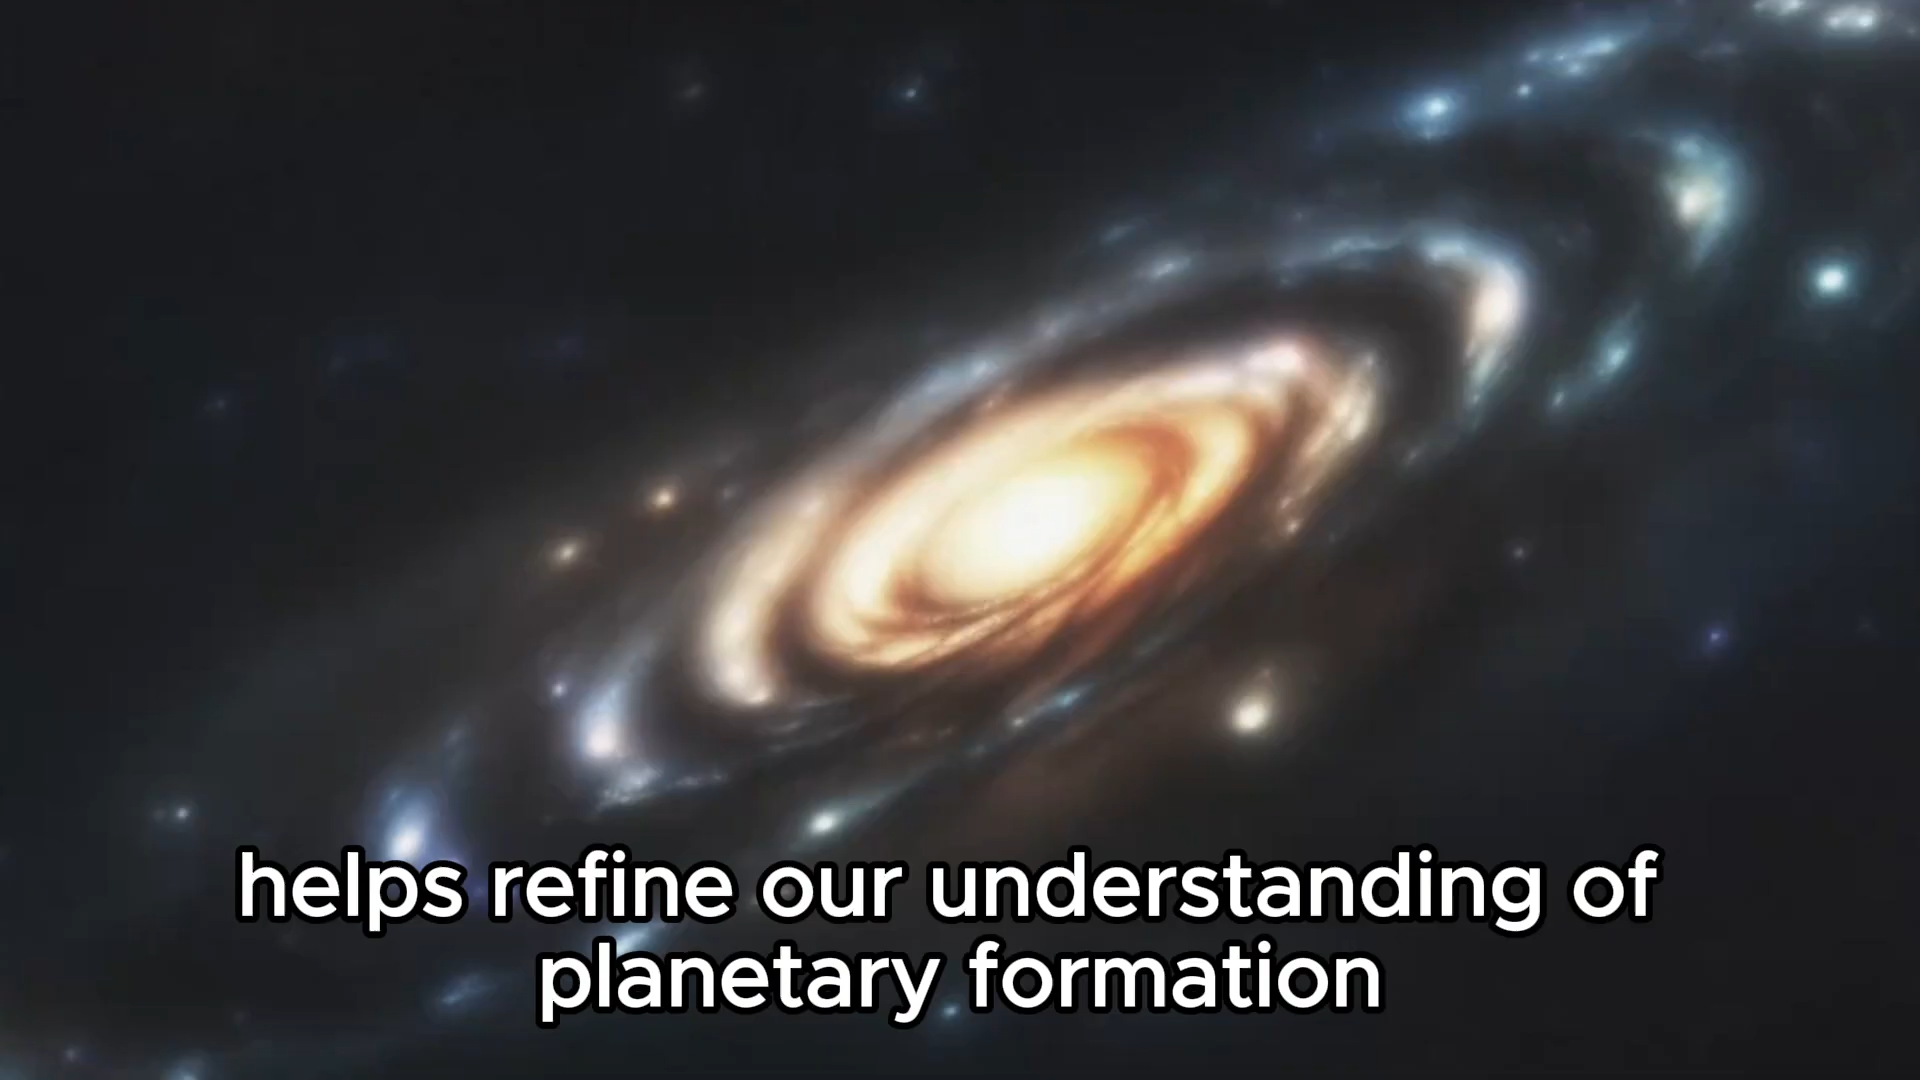 helps refine our understanding of
planetary formation